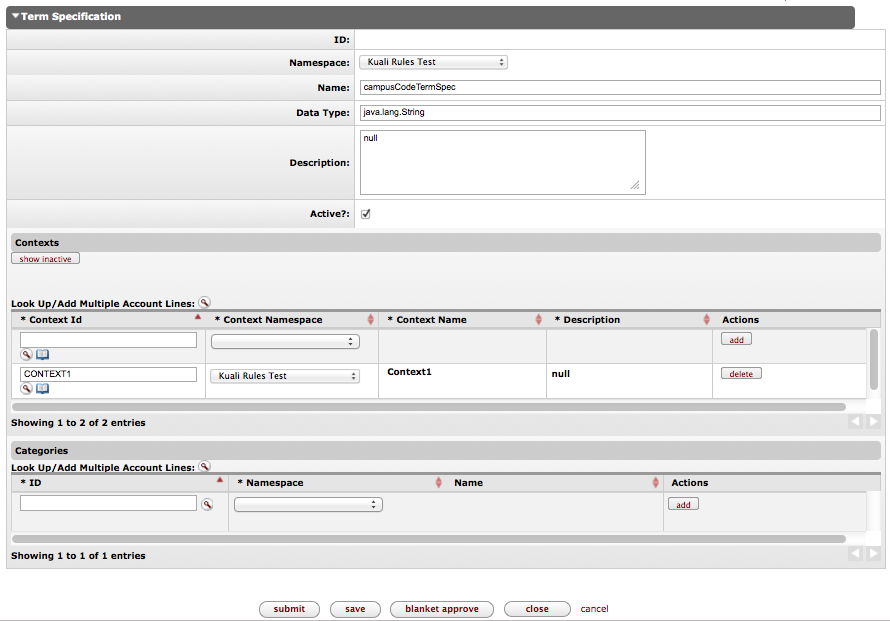 Term Specification
ID:
Namespace: Kuali Rules Test
Name: campusCodeTermSpec
Data Type: java.lang.String
Description: null
Active?:
Contexts
show inactive
Look Up/Add Multiple Account Lines:
* Context Id * Context Namespace * Context Name * Description Actions
add
CONTEXT1 Kuali Rules Test Context1 null delete
Showing 1 to 2 of 2 entries
Categories
Look Up/Add Multiple Account Lines:
* ID * Namespace Name Actions
add
Showing 1 to 1 of 1 entries
submit save blanket approve close cancel